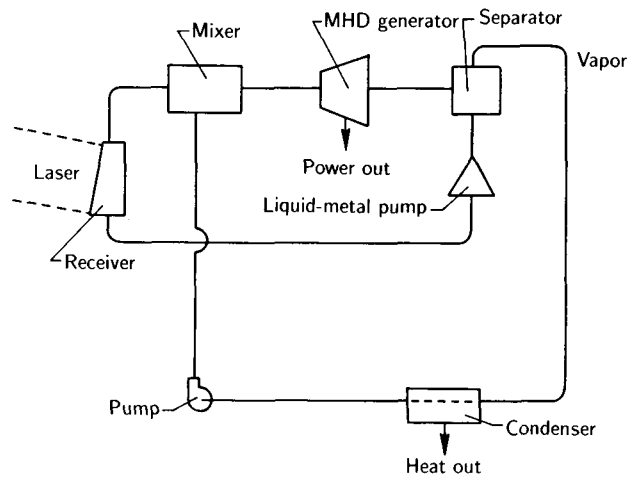 MHD generator
Separator
Mixer
Vapor
Power out
Laser
Liquid-metal pump
Receiver
Pump
Condenser
Heat out